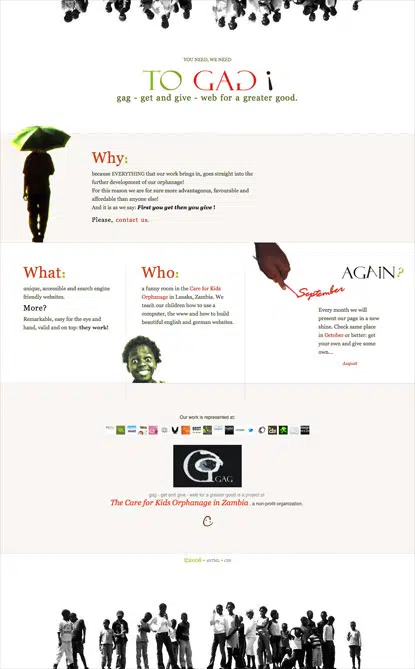 YOU NEED, WE NEED
TO GAG ¡
gag - get and give - web for a greater good.
Why:
because EVERYTHING that our work brings in, goes straight into the
further development of our orphanage!
For this reason we are for sure more advantagous, favourable and
affordable than anyone else!
And it is as we say: First you get then you give !
Please, contact us.
What:
unique, accessible and search engine
friendly websites.
More?
Remarkable, easy for the eye and
hand, valid and on top: they work!
Who:
a funny room in the Care for Kids
Orphanage in Lusaka, Zambia. We
teach our children how to use a
computer, the www and how to build
beautiful english and german websites.
AGAIN?
September
Every month we will
present our page in a new
shine. Check same place
in October or better: get
your own and give some
own...
August
Our work is represented at:
GAG
gag - get and give - web for a greater good is a project of
The Care for Kids Orphanage in Zambia, a non-profit organization.
©2008 • XHTML • CSS